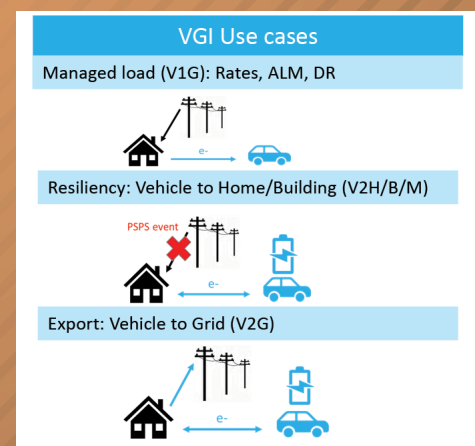 VGI Use cases
Managed load (V1G): Rates, ALM, DR
e-
Resiliency: Vehicle to Home/Building (V2H/B/M)
PSPS event
e-
Export: Vehicle to Grid (V2G)
e-